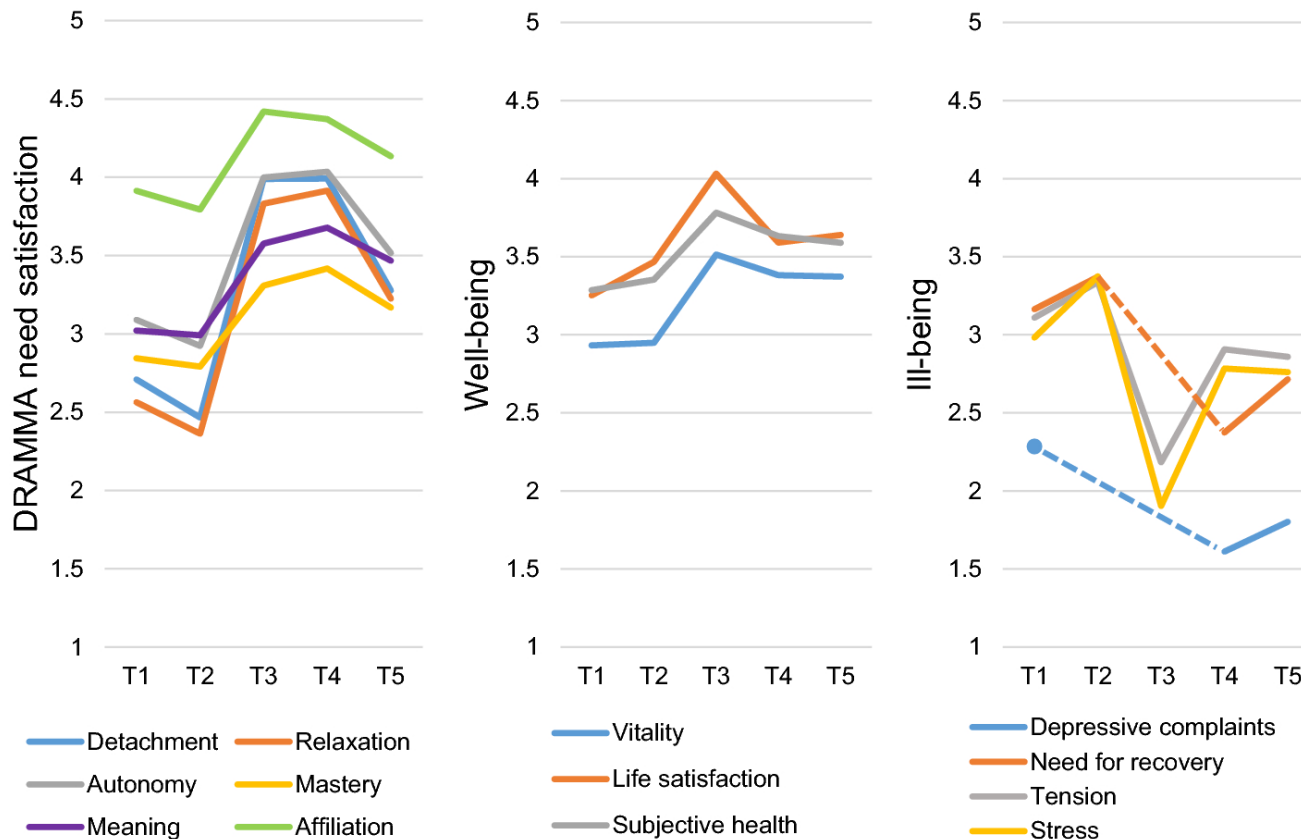 DRAMMA need satisfaction
5
4.5
4
3.5
3
2.5
2
1.5
1
T1 T2 T3 T4 T5
Detachment Relaxation
Autonomy Mastery
Meaning Affiliation
Well-being
5
4.5
4
3.5
3
2.5
2
1.5
1
T1 T2 T3 T4 T5
Vitality
Life satisfaction
Subjective health
Ill-being
5
4.5
4
3.5
3
2.5
2
1.5
1
T1 T2 T3 T4 T5
Depressive complaints
Need for recovery
Tension
Stress